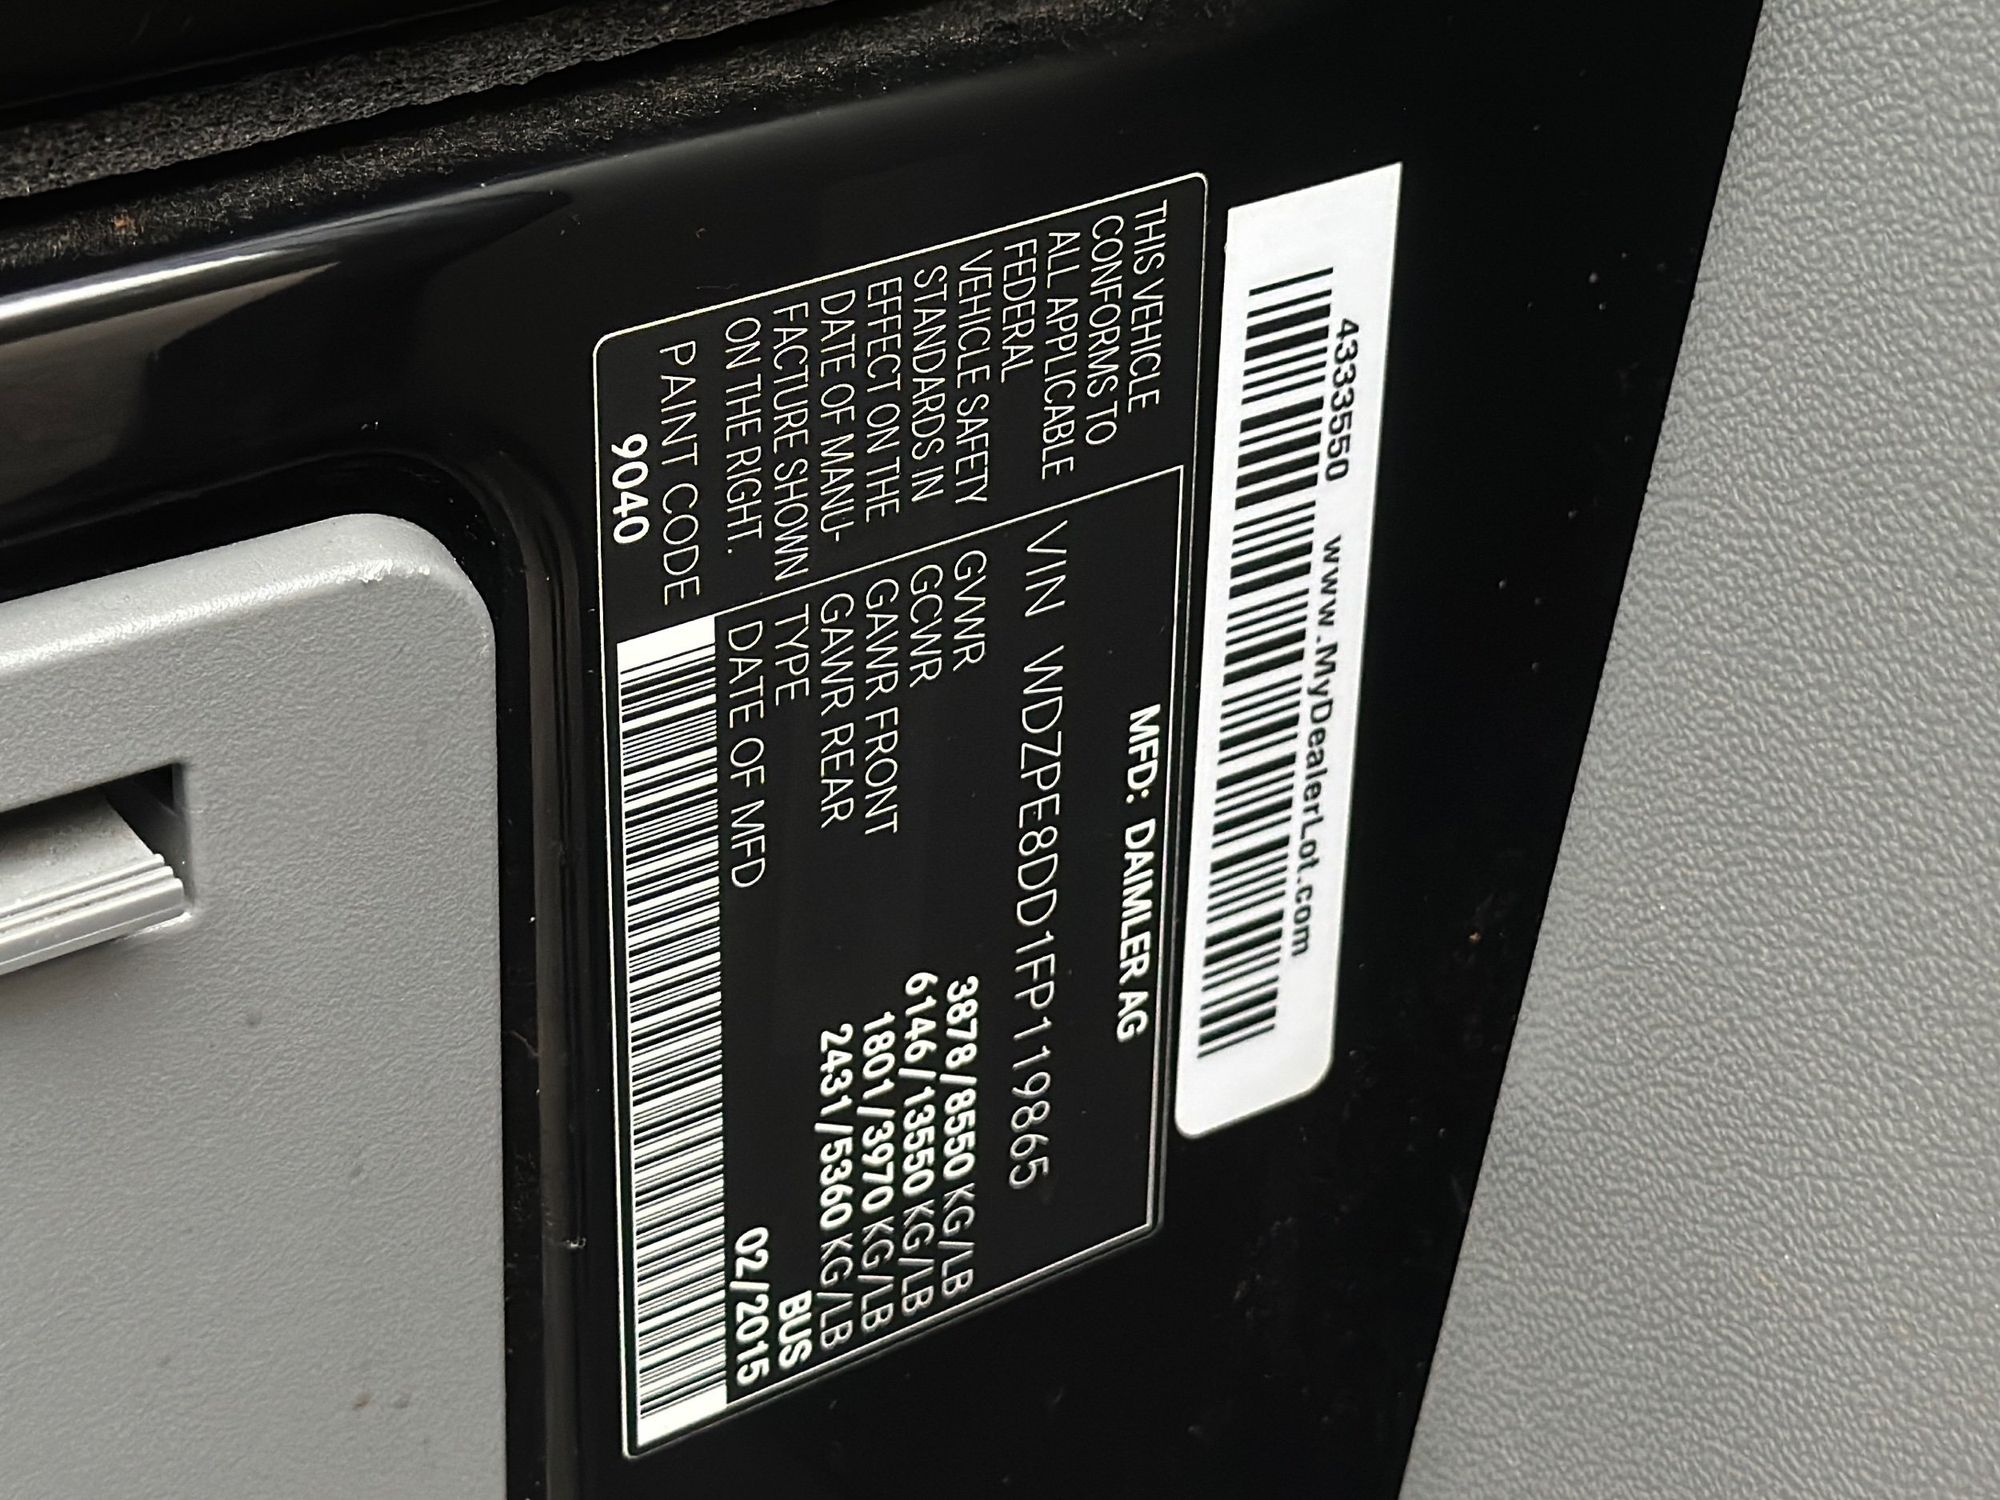 4333550 www.MyDealerLot.com
THIS VEHICLE
CONFORMS TO
ALL APPLICABLE
FEDERAL
VEHICLE SAFETY
STANDARDS IN
EFFECT ON THE
DATE OF MANU-
FACTURE SHOWN
ON THE RIGHT.
PAINT CODE
9040
MFD: DAIMLER AG
VIN WDZPE8DD1FP119865
GVWR 3878/8550 KG/LB
GCWR 6146/13550 KG/LB
GAWR FRONT 1801/3970 KG/LB
GAWR REAR 2431/5360 KG/LB
TYPE BUS
DATE OF MFD 02/2015